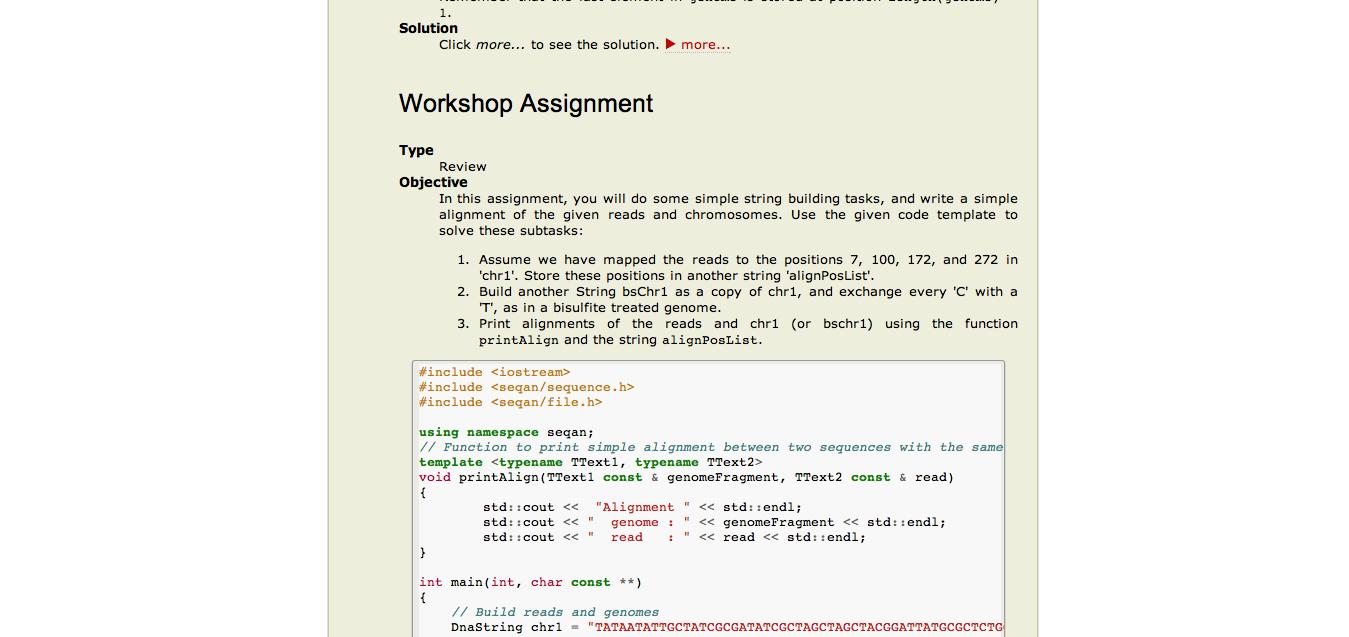 1.
Solution
Click more... to see the solution. ▶ more...
Workshop Assignment
Type
Review
Objective
In this assignment, you will do some simple string building tasks, and write a simple
alignment of the given reads and chromosomes. Use the given code template to
solve these subtasks:
1. Assume we have mapped the reads to the positions 7, 100, 172, and 272 in
'chr1'. Store these positions in another string 'alignPosList'.
2. Build another String bsChr1 as a copy of chr1, and exchange every 'C' with a
'T', as in a bisulfite treated genome.
3. Print alignments of the reads and chr1 (or bschr1) using the function
printAlign and the string alignPosList.
#include <iostream>
#include <seqan/sequence.h>
#include <seqan/file.h>
using namespace seqan;
// Function to print simple alignment between two sequences with the same
template <typename TText1, typename TText2>
void printAlign(TText1 const & genomeFragment, TText2 const & read)
{
std::cout <<  "Alignment " << std::endl;
std::cout << "  genome : " << genomeFragment << std::endl;
std::cout << "  read   : " << read << std::endl;
}
int main(int, char const **)
{
// Build reads and genomes
DnaString chr1 = "TATAATATTGCTATCGCGATATCGCTAGCTAGCTACGGATTATGCGCTCTG